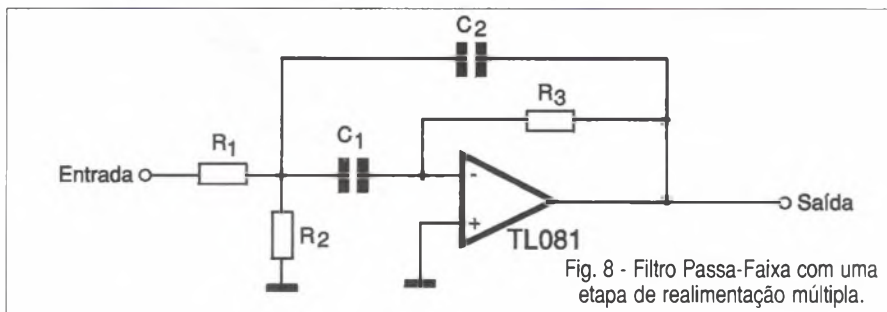 C2
R3
C1
R1
Entrada
-
+
R2
TL081
Saída
Fig. 8 - Filtro Passa-Faixa com uma
etapa de realimentação múltipla.